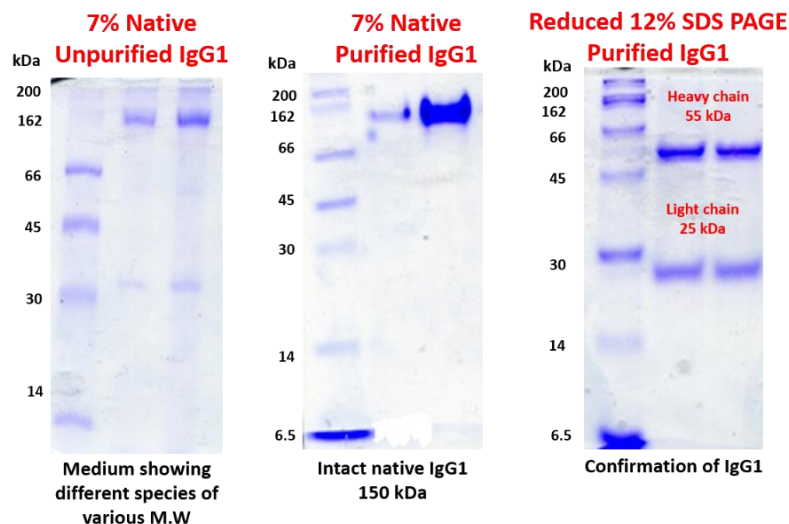 7% Native
Unpurified IgG1
kDa
200
162
66
45
30
14
Medium showing
different species of
various M.W
7% Native
Purified IgG1
kDa
200
162
66
45
30
14
6.5
Intact native IgG1
150 kDa
Reduced 12% SDS PAGE
Purified IgG1
kDa
200
162
66
45
30
14
6.5
Heavy chain
55 kDa
Light chain
25 kDa
Confirmation of IgG1